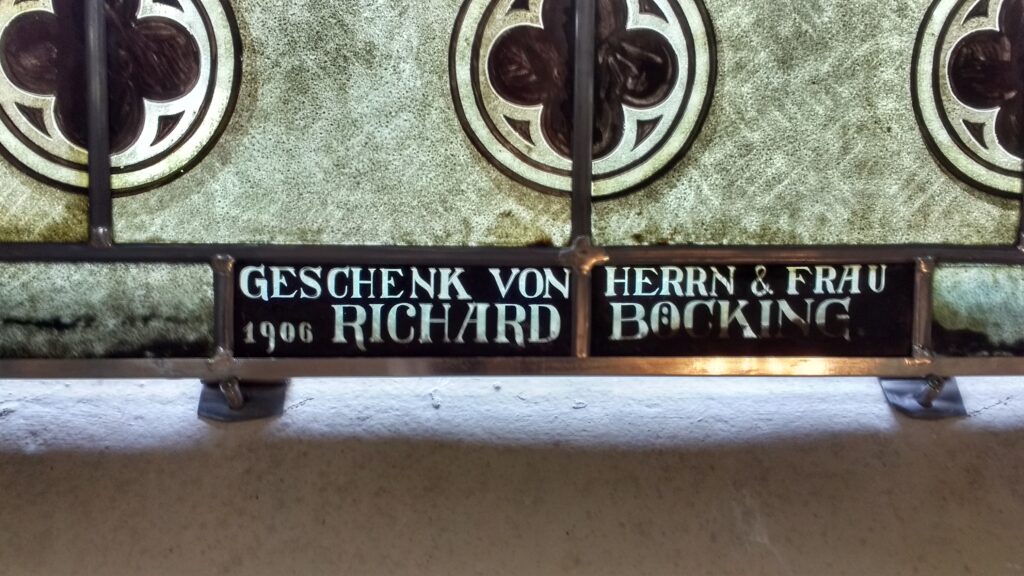 GESCHENK VON HERRN & FRAU
1906 RICHARD BÖCKING